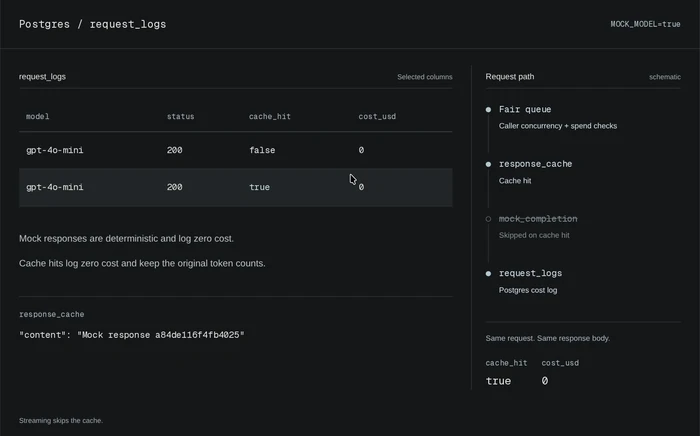 Postgres / request_logs
MOCK_MODEL=true
request_logs
Selected columns
model status cache_hit cost_usd
gpt-4o-mini 200 false 0
gpt-4o-mini 200 true 0
Mock responses are deterministic and log zero cost.
Cache hits log zero cost and keep the original token counts.
response_cache
"content": "Mock response a84de116f4fb4025"
Streaming skips the cache.
Request path
schematic
Fair queue
Caller concurrency + spend checks
response_cache
Cache hit
mock_completion
Skipped on cache hit
request_logs
Postgres cost log
Same request. Same response body.
cache_hit cost_usd
true 0